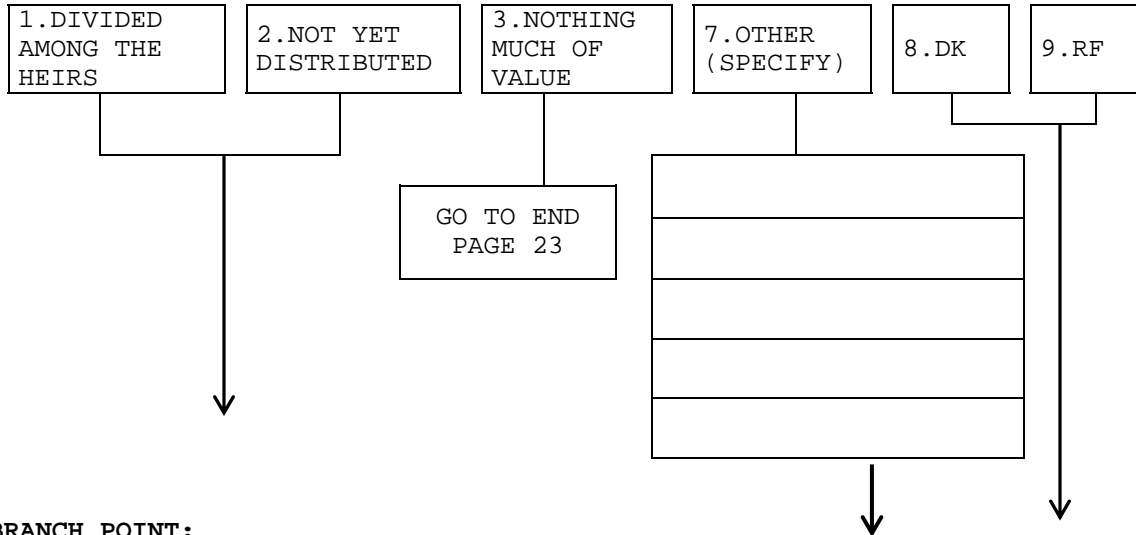 1.DIVIDED
AMONG THE
HEIRS
2.NOT YET
DISTRIBUTED
3.NOTHING
MUCH OF
VALUE
7.OTHER
(SPECIFY)
8.DK
9.RF
GO TO END
PAGE 23
BRANCH POINT: